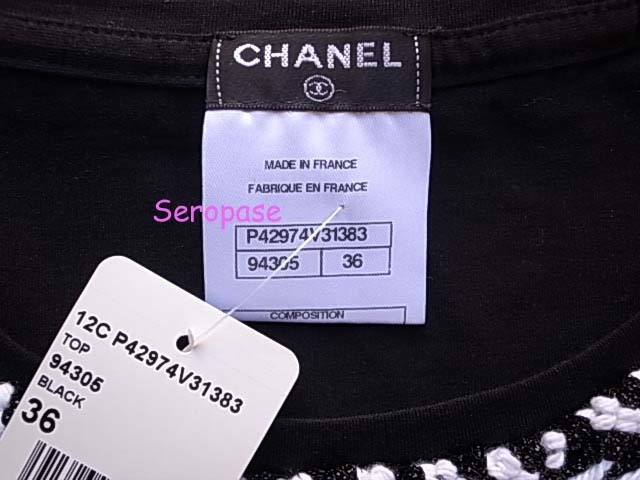 CHANEL
MADE IN FRANCE
FABRIQUE EN FRANCE
Seropase
P42974V31383
94305 36
COMPOSITION
12C P42974V31383
TOP
94305
BLACK
36